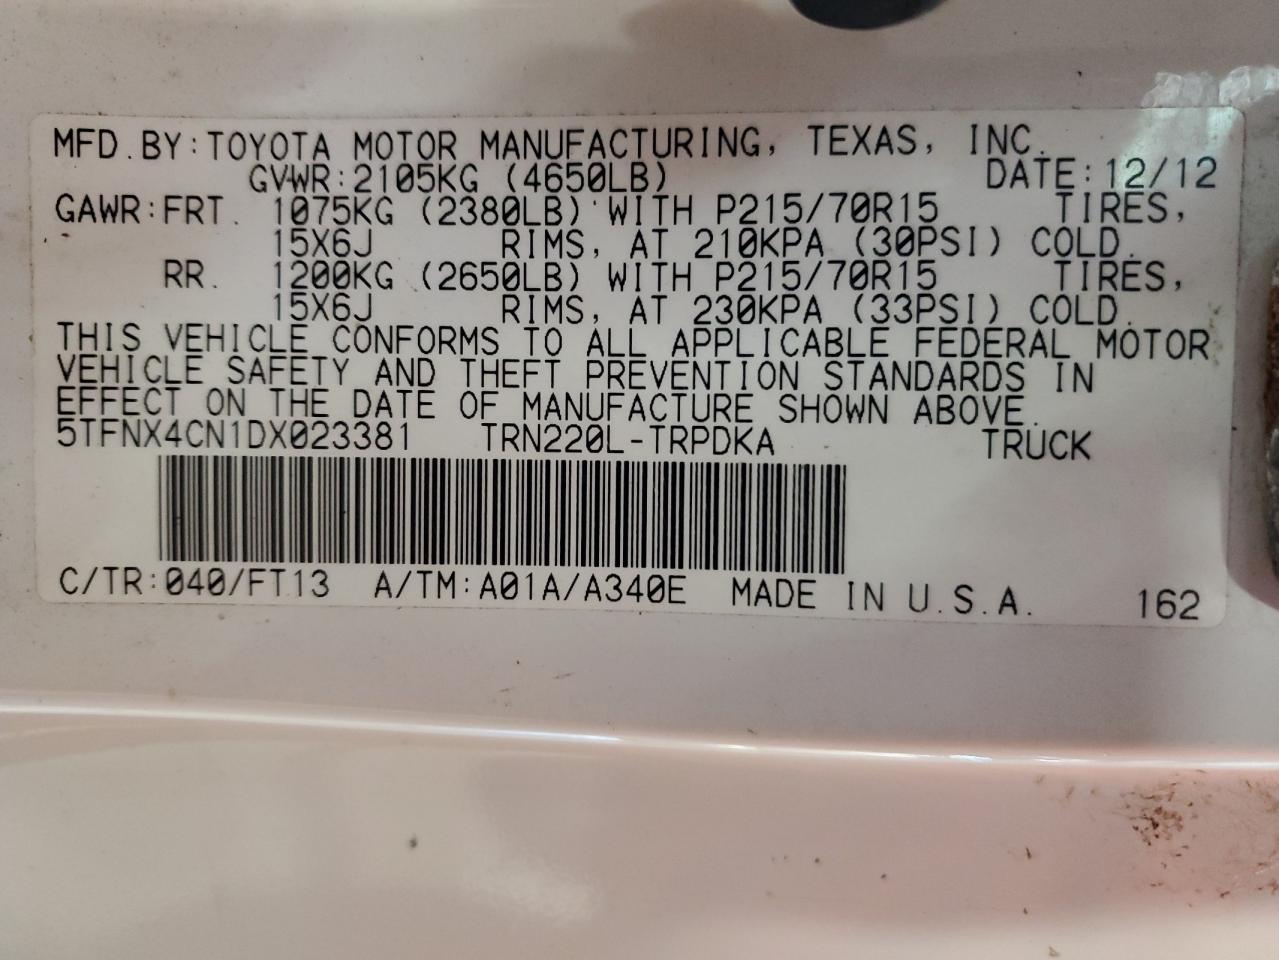 MFD.BY:TOYOTA MOTOR MANUFACTURING, TEXAS, INC.
GVWR:2105KG (4650LB) DATE:12/12
GAWR:FRT. 1075KG (2380LB) WITH P215/70R15 TIRES,
15X6J RIMS, AT 210KPA (30PSI) COLD.
RR. 1200KG (2650LB) WITH P215/70R15 TIRES,
15X6J RIMS, AT 230KPA (33PSI) COLD.
THIS VEHICLE CONFORMS TO ALL APPLICABLE FEDERAL MOTOR
VEHICLE SAFETY AND THEFT PREVENTION STANDARDS IN
EFFECT ON THE DATE OF MANUFACTURE SHOWN ABOVE.
5TFNX4CN1DX023381 TRN220L-TRPDKA TRUCK
C/TR:040/FT13 A/TM:A01A/A340E MADE IN U.S.A. 162